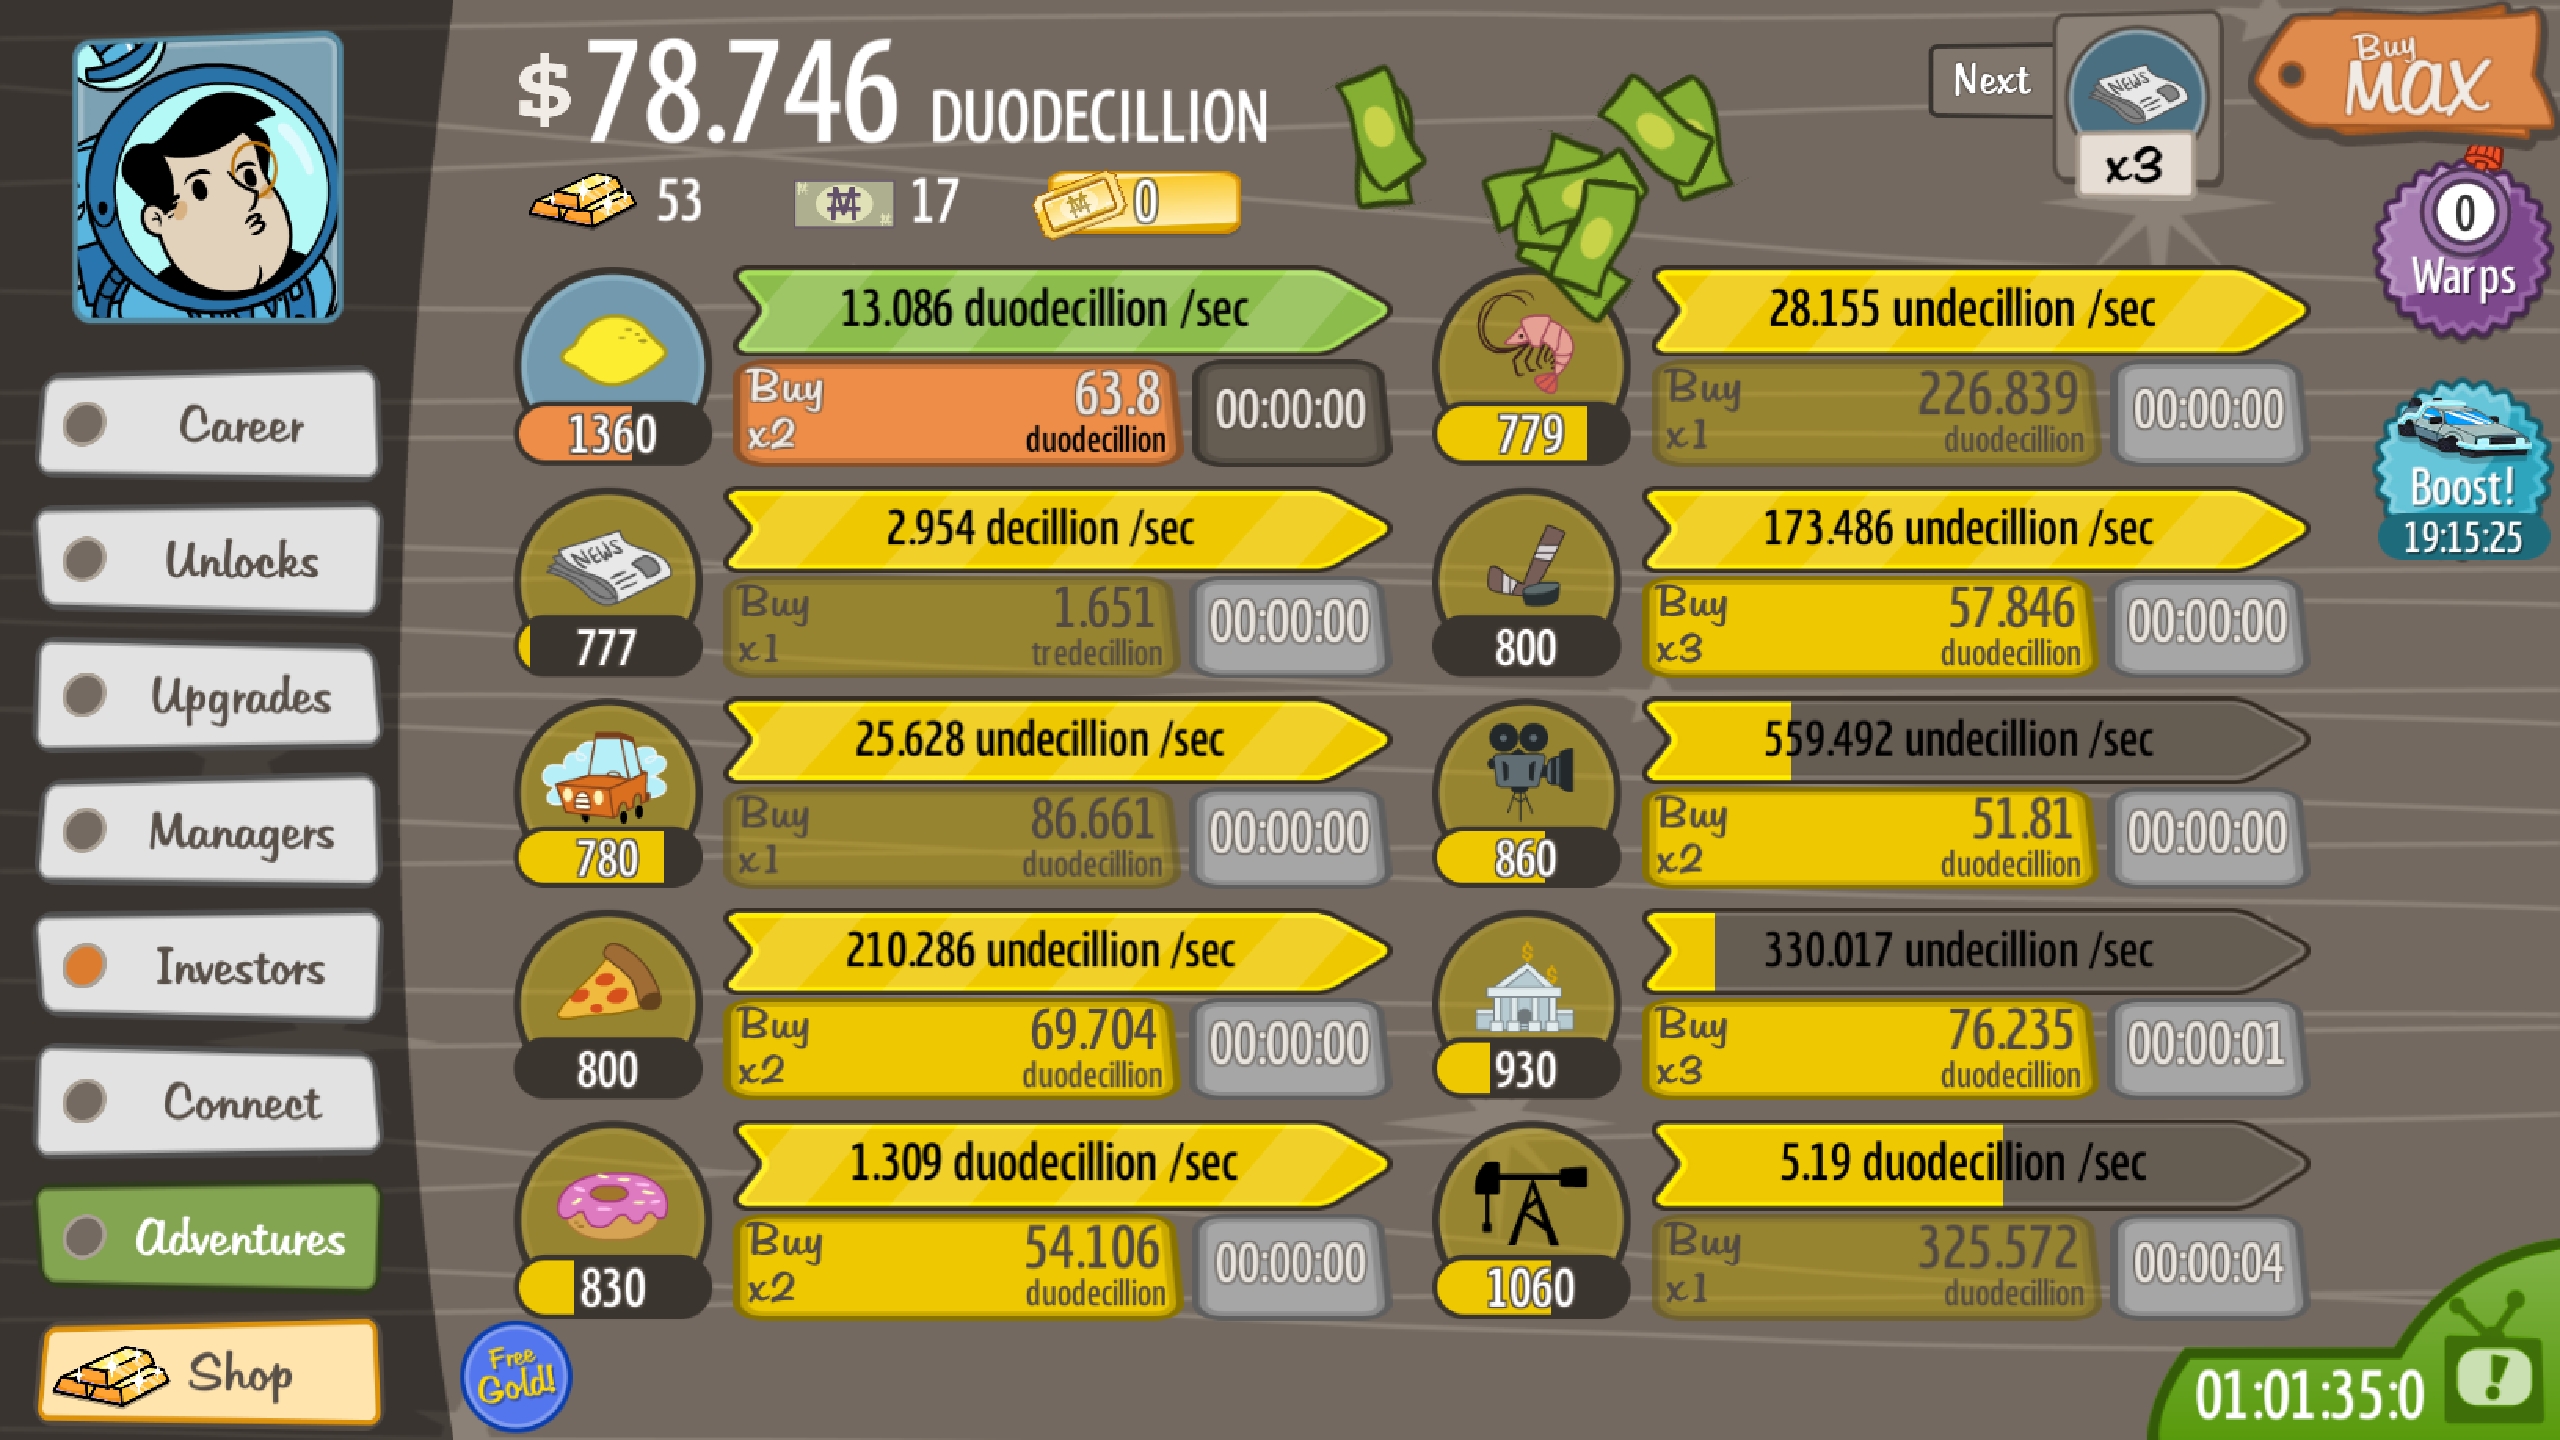 $78.746 DUODECILLION
53
17
0
Next
NEWS
x3
Buy
MAX
0
Warps
Boost!
19:15:25
Career
Unlocks
Upgrades
Managers
Investors
Connect
Adventures
Shop
Free
Gold!
13.086 duodecillion /sec
1360
Buy
x2
63.8
duodecillion
00:00:00
28.155 undecillion /sec
779
Buy
x1
226.839
duodecillion
00:00:00
NEWS
2.954 decillion /sec
777
Buy
x1
1.651
tredecillion
00:00:00
173.486 undecillion /sec
800
Buy
x3
57.846
duodecillion
00:00:00
25.628 undecillion /sec
780
Buy
x1
86.661
duodecillion
00:00:00
559.492 undecillion /sec
860
Buy
x2
51.81
duodecillion
00:00:00
210.286 undecillion /sec
800
Buy
x2
69.704
duodecillion
00:00:00
330.017 undecillion /sec
930
Buy
x3
76.235
duodecillion
00:00:01
1.309 duodecillion /sec
830
Buy
x2
54.106
duodecillion
00:00:00
5.19 duodecillion /sec
1060
Buy
x1
325.572
duodecillion
00:00:04
01:01:35:0
!